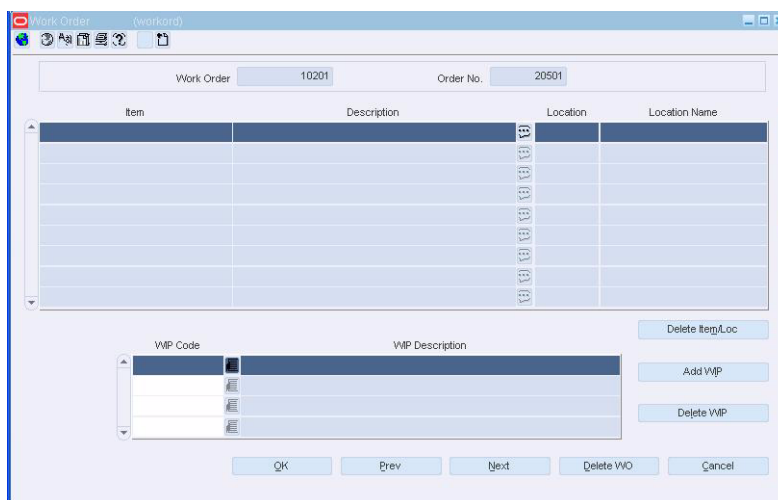 Work Order (workord)
Work Order 10201 Order No. 20501
Item Description Location Location Name
Delete Item/Loc
WIP Code WIP Description
Add WIP
Delete WIP
OK Prev Next Delete WO Cancel